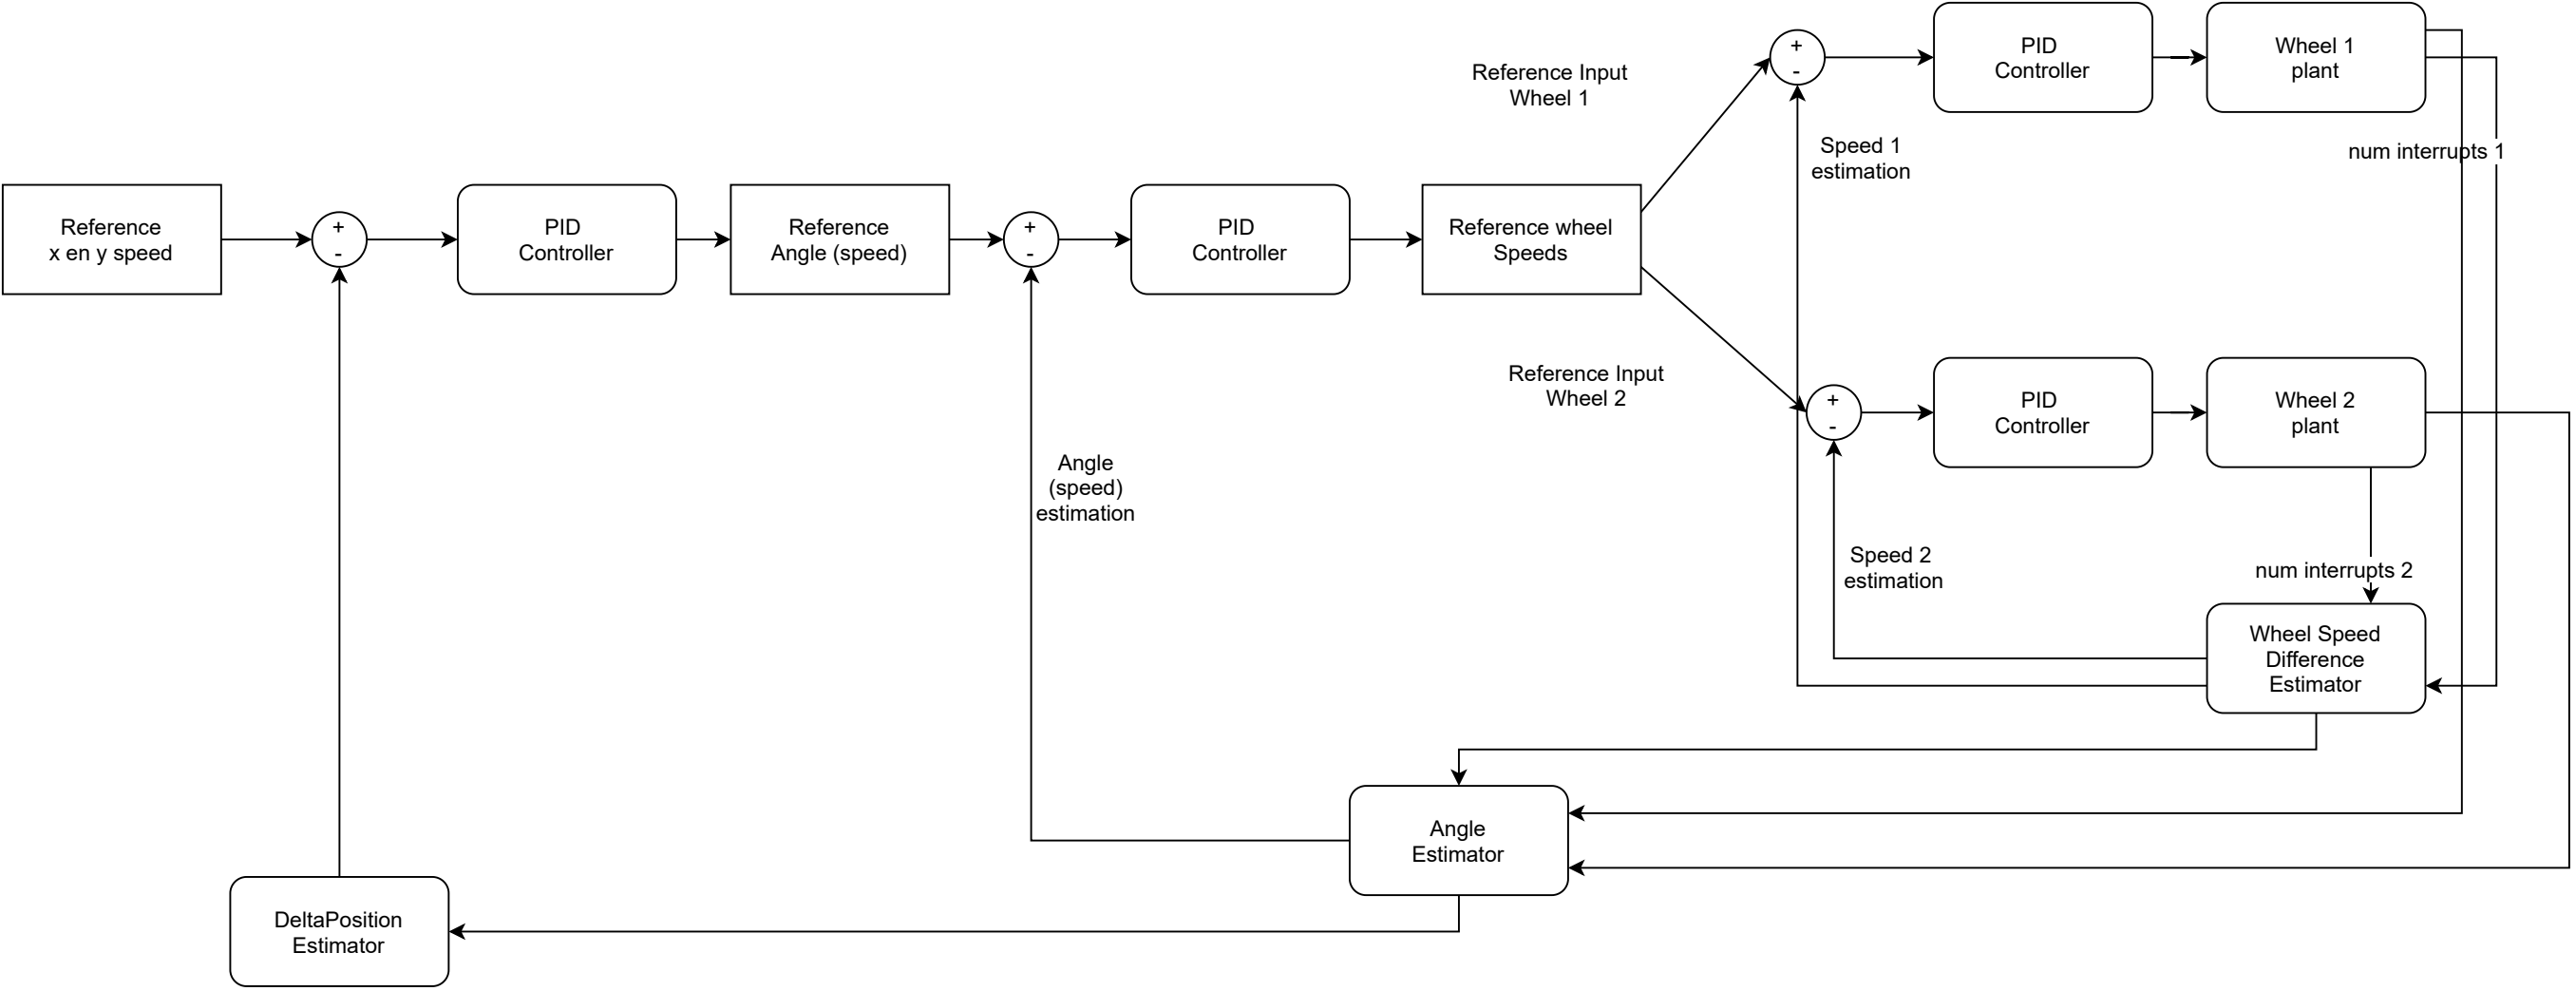 Reference
x en y speed
+
-
PID
Controller
Reference
Angle (speed)
+
-
PID
Controller
Reference wheel
Speeds
Reference Input
Wheel 1
+
-
PID
Controller
Wheel 1
plant
Speed 1
estimation
num interrupts 1
Reference Input
Wheel 2
+
-
PID
Controller
Wheel 2
plant
Angle
(speed)
estimation
Speed 2
estimation
num interrupts 2
Wheel Speed
Difference
Estimator
Angle
Estimator
DeltaPosition
Estimator